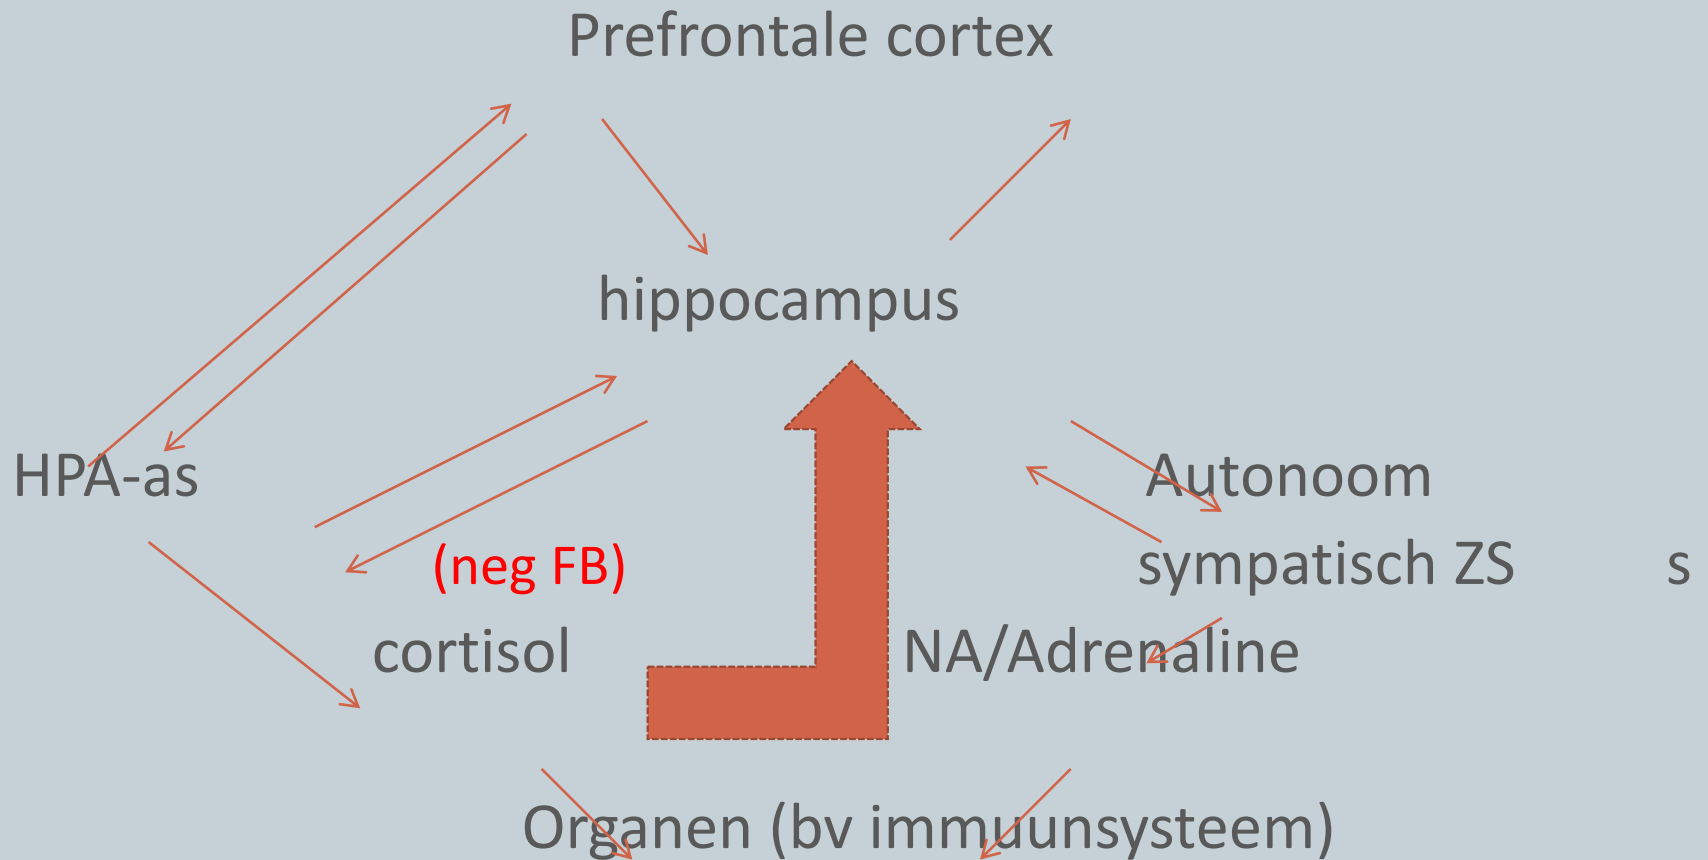 Prefrontale cortex
hippocampus
HPA-as Autonoom
(neg FB) sympatisch ZS s
cortisol NA/Adrenaline
Organen (bv immuunsysteem)